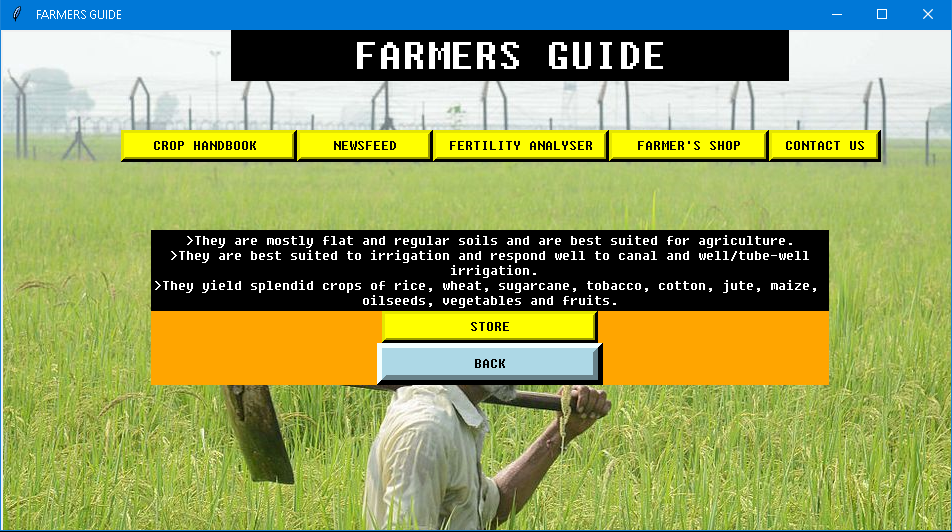 FARMERS GUIDE
FARMERS GUIDE
CROP HANDBOOK
NEWSFEED
FERTILITY ANALYSER
FARMER'S SHOP
CONTACT US
>They are mostly flat and regular soils and are best suited for agriculture.
>They are best suited to irrigation and respond well to canal and well/tube-well
irrigation.
>They yield splendid crops of rice, wheat, sugarcane, tobacco, cotton, jute, maize,
oilseeds, vegetables and fruits.
STORE
BACK